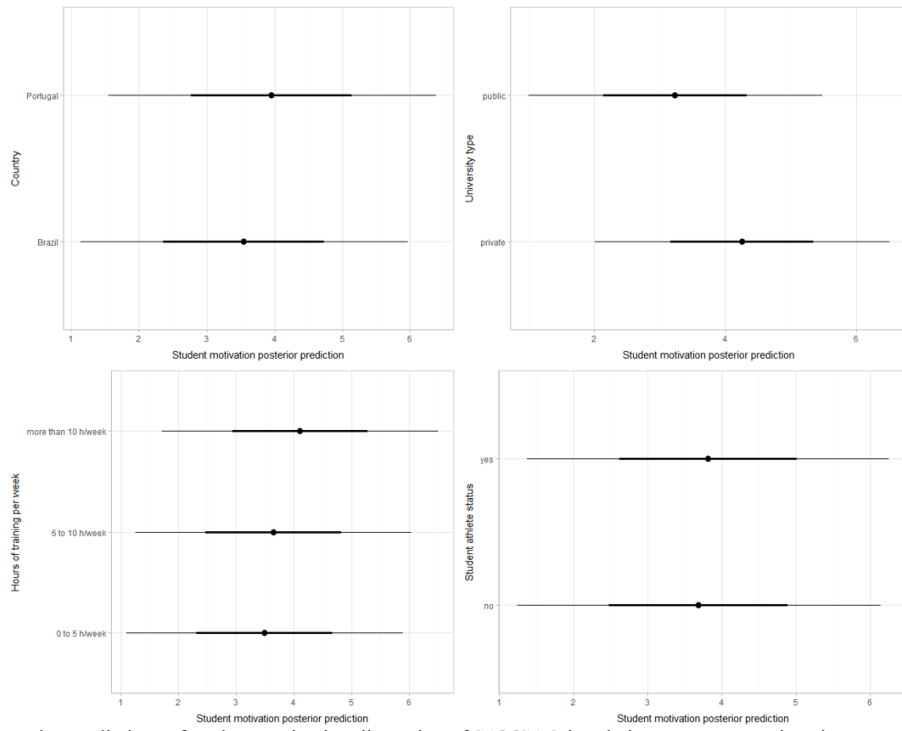 Portugal
Brazil
Country
1 2 3 4 5 6
Student motivation posterior prediction
public
private
University type
2 4 6
Student motivation posterior prediction
more than 10 h/week
6 to 10 h/week
0 to 5 h/week
Hours of training per week
1 2 3 4 5 6
Student motivation posterior prediction
yes
no
Student athlete status
1 2 3 4 5 6
Student motivation posterior prediction